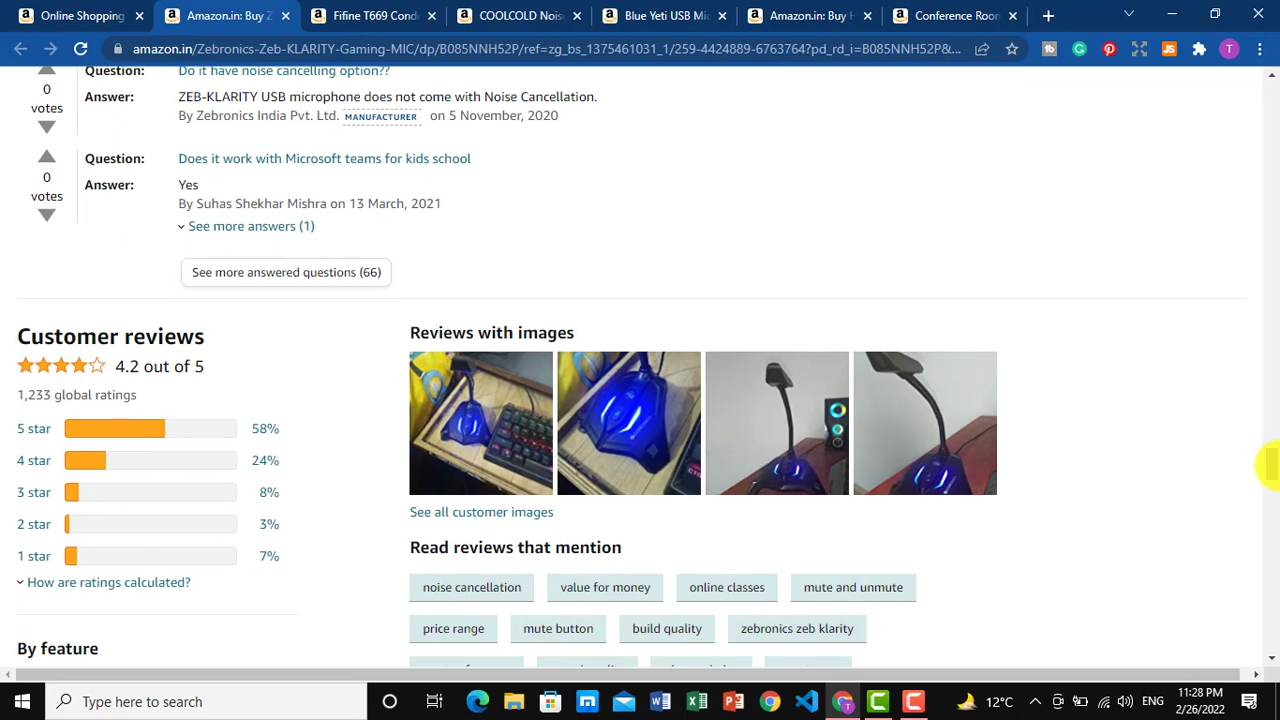 Online Shopping
Amazon.in: Buy Z
Fifine T669 Cond
COOLCOLD Nois
Blue Yeti USB Mi
Amazon.in: Buy H
Conference Roor
amazon.in/Zebronics-Zeb-KLARITY-Gaming-MIC/dp/B085NNH52P/ref=zg_bs_1375461031_1/259-4424889-6763764?pd_rd_i=B085NNH52P&...
Question: Do it have noise cancelling option??
0
votes
Answer: ZEB-KLARITY USB microphone does not come with Noise Cancellation.
By Zebronics India Pvt. Ltd. MANUFACTURER on 5 November, 2020
Question: Does it work with Microsoft teams for kids school
0
votes
Answer: Yes
By Suhas Shekhar Mishra on 13 March, 2021
See more answers (1)
See more answered questions (66)
Customer reviews
4.2 out of 5
1,233 global ratings
5 star 58%
4 star 24%
3 star 8%
2 star 3%
1 star 7%
How are ratings calculated?
By feature
Reviews with images
See all customer images
Read reviews that mention
noise cancellation value for money online classes mute and unmute
price range mute button build quality zebronics zeb klarity
Type here to search
12°C
ENG
11:28 PM
2/26/2022